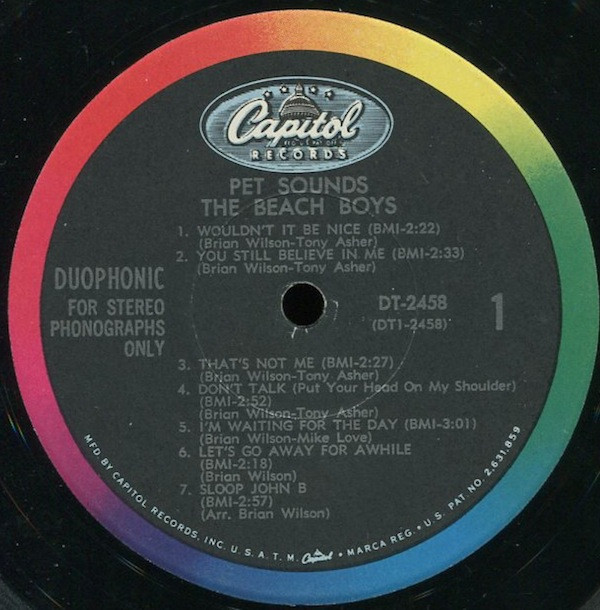 Capitol
RECORDS
PET SOUNDS
THE BEACH BOYS
1. WOULDN'T IT BE NICE (BMI-2:22)
(Brian Wilson-Tony Asher)
2. YOU STILL BELIEVE IN ME (BMI-2:33)
(Brian Wilson-Tony Asher)
DUOPHONIC
FOR STEREO
PHONOGRAPHS
ONLY
DT-2458
(DT1-2458)
1
3. THAT'S NOT ME (BMI-2:27)
(Brian Wilson-Tony Asher)
4. DON'T TALK (Put Your Head On My Shoulder)
(BMI-2:52)
(Brian Wilson-Tony Asher)
5. I'M WAITING FOR THE DAY (BMI-3:01)
(Brian Wilson-Mike Love)
6. LET'S GO AWAY FOR AWHILE
(BMI-2:18)
(Brian Wilson)
7. SLOOP JOHN B
(BMI-2:57)
(Arr. Brian Wilson)
MFD. BY CAPITOL RECORDS, INC. U. S. A. T. M. Capitol • MARCA REG. • U. S. PAT. NO. 2,631,859